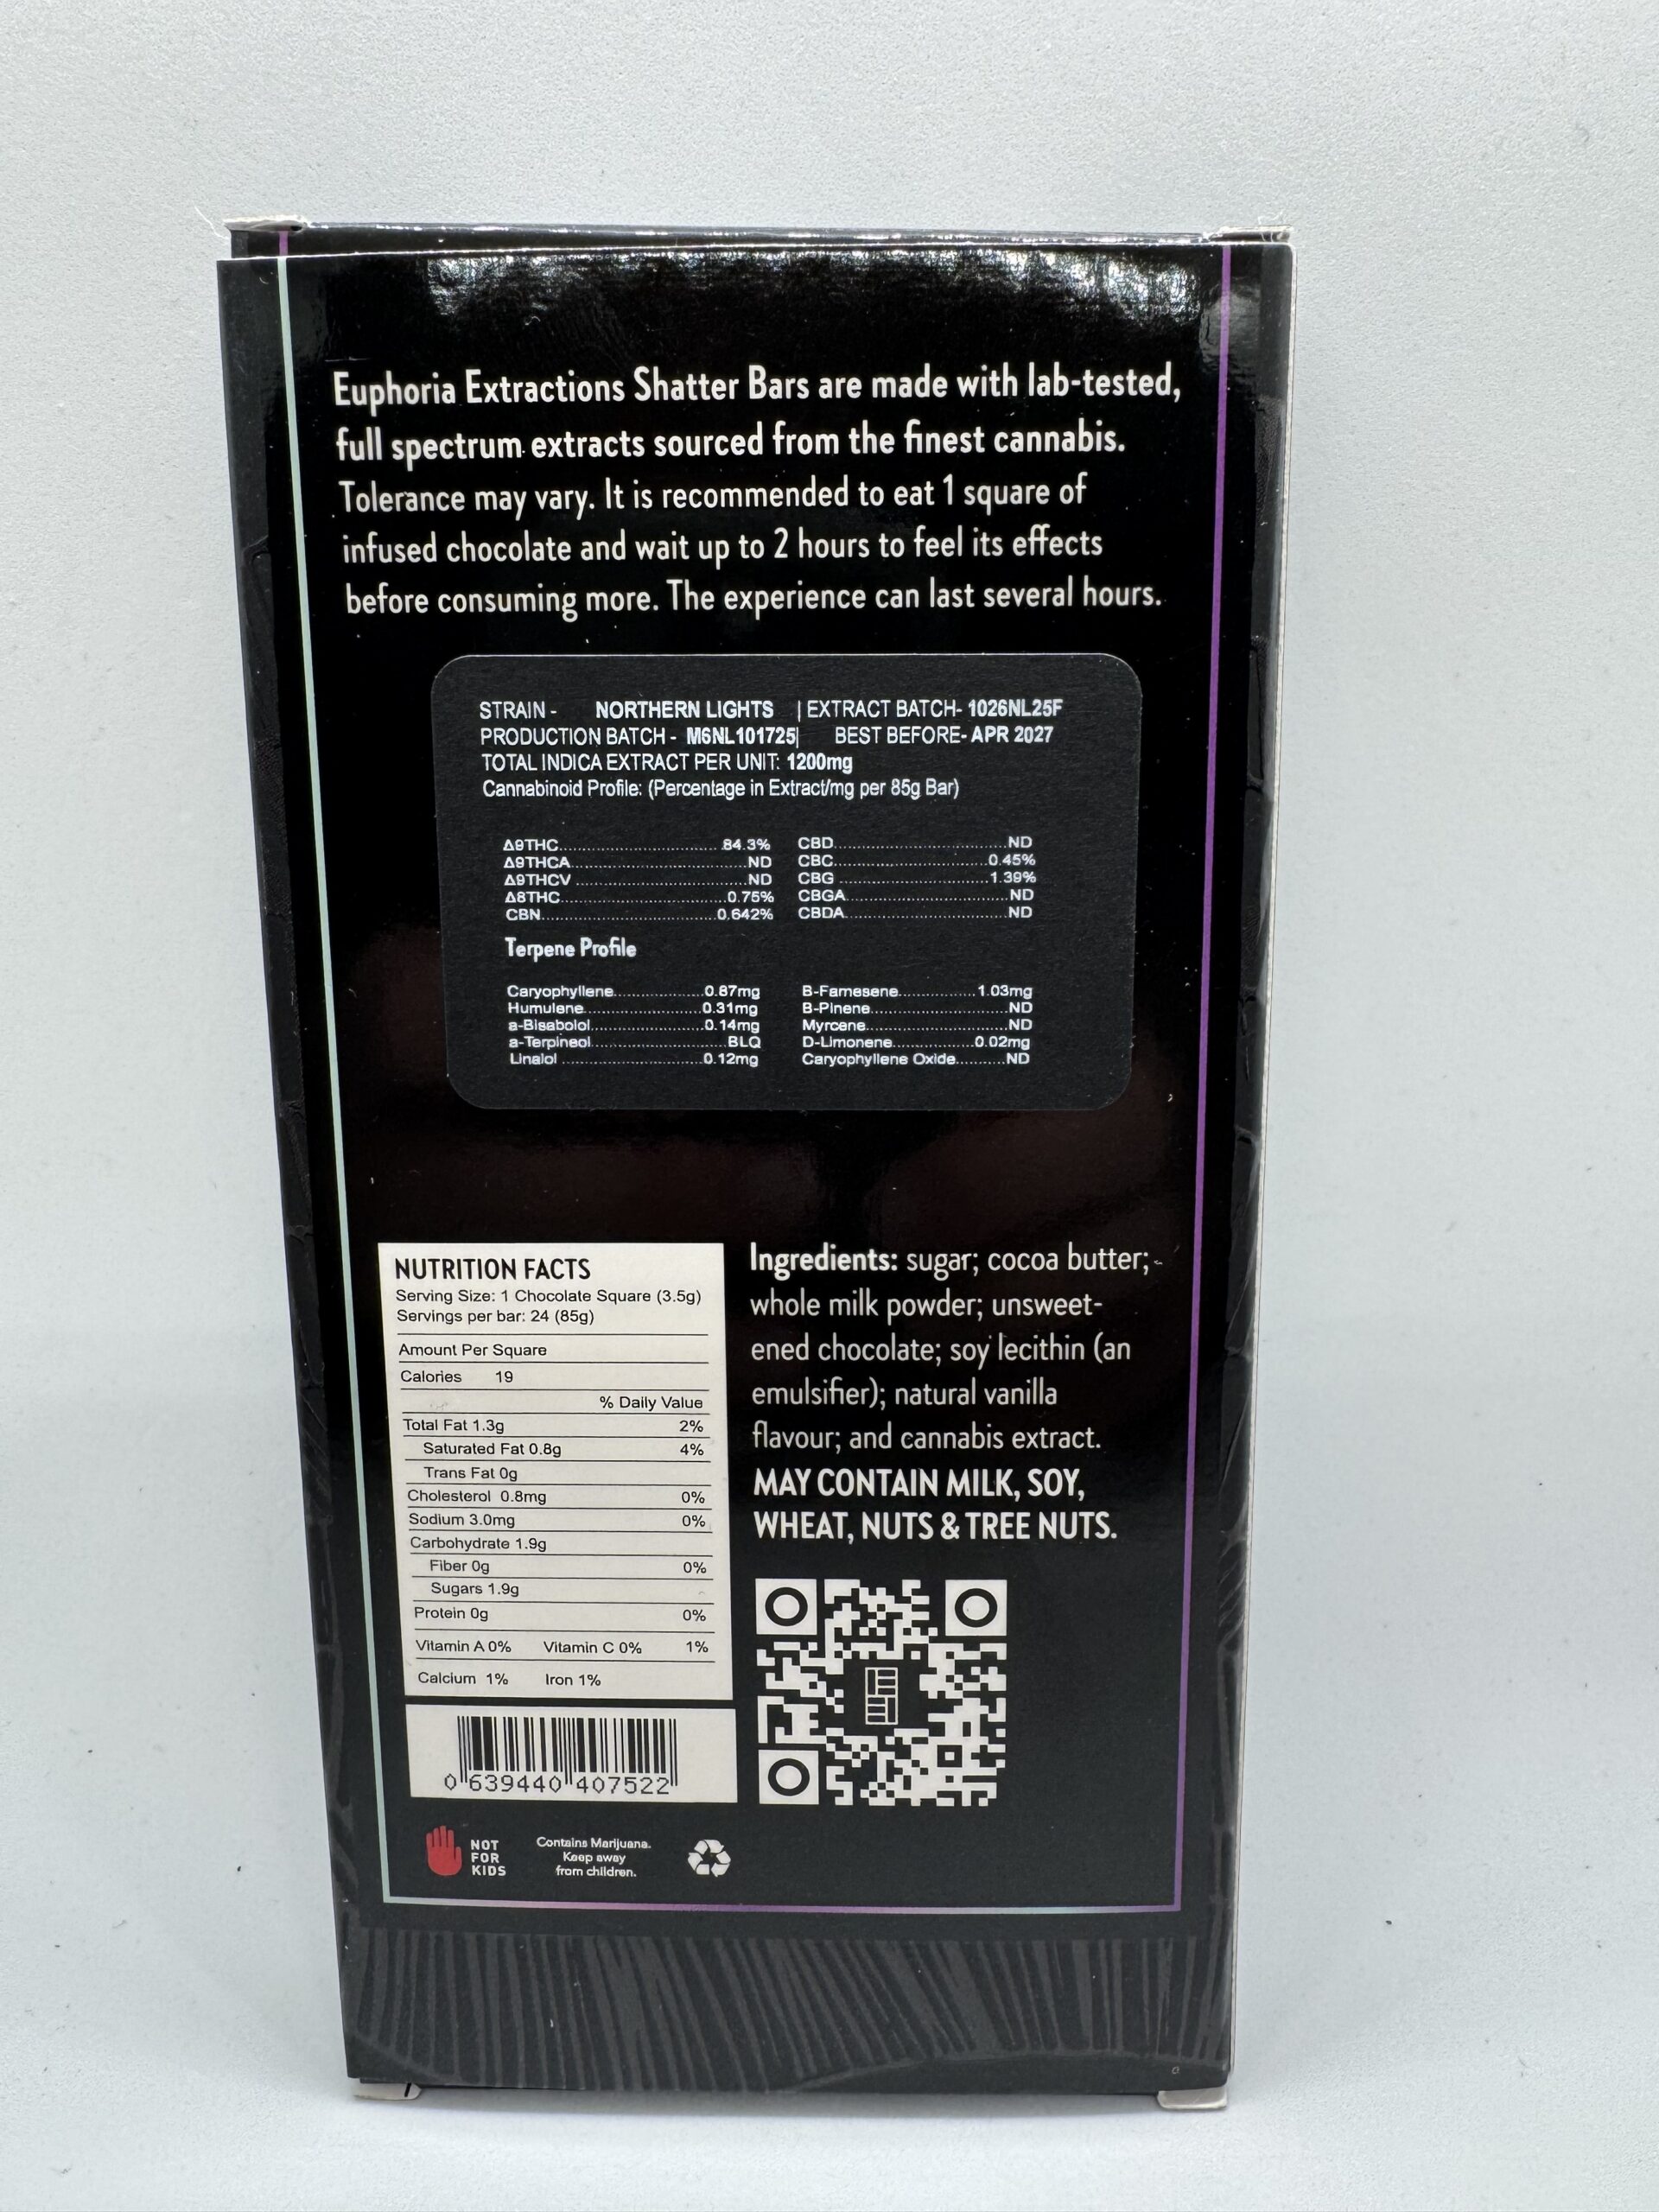 Euphoria Extractions Shatter Bars are made with lab-tested,
full spectrum extracts sourced from the finest cannabis.
Tolerance may vary. It is recommended to eat 1 square of
infused chocolate and wait up to 2 hours to feel its effects
before consuming more. The experience can last several hours.
STRAIN - NORTHERN LIGHTS | EXTRACT BATCH- 1026NL25F
PRODUCTION BATCH - M6NL101725| BEST BEFORE- APR 2027
TOTAL INDICA EXTRACT PER UNIT: 1200mg
Cannabinoid Profile: (Percentage in Extract/mg per 85g Bar)
Δ9THC.....84.3% CBD.....ND
Δ9THCA.....ND CBC.....0.45%
Δ9THCV.....ND CBG.....1.39%
Δ8THC.....0.75% CBGA.....ND
CBN.....0.642% CBDA.....ND
Terpene Profile
Caryophyllene.....0.87mg B-Farnesene.....1.03mg
Humulene.....0.31mg B-Pinene.....ND
a-Bisabolol.....0.14mg Myrcene.....ND
a-Terpineol.....BLQ D-Limonene.....0.02mg
Linalol.....0.12mg Caryophyllene Oxide.....ND
NUTRITION FACTS
Serving Size: 1 Chocolate Square (3.5g)
Servings per bar: 24 (85g)
Amount Per Square
Calories 19
% Daily Value
Total Fat 1.3g 2%
Saturated Fat 0.8g 4%
Trans Fat 0g
Cholesterol 0.8mg 0%
Sodium 3.0mg 0%
Carbohydrate 1.9g
Fiber 0g 0%
Sugars 1.9g
Protein 0g 0%
Vitamin A 0% Vitamin C 0% 1%
Calcium 1% Iron 1%
0 639440 407522
Ingredients: sugar; cocoa butter;
whole milk powder; unsweet-
ened chocolate; soy lecithin (an
emulsifier); natural vanilla
flavour; and cannabis extract.
MAY CONTAIN MILK, SOY,
WHEAT, NUTS & TREE NUTS.
NOT
FOR
KIDS
Contains Marijuana.
Keep away
from children.